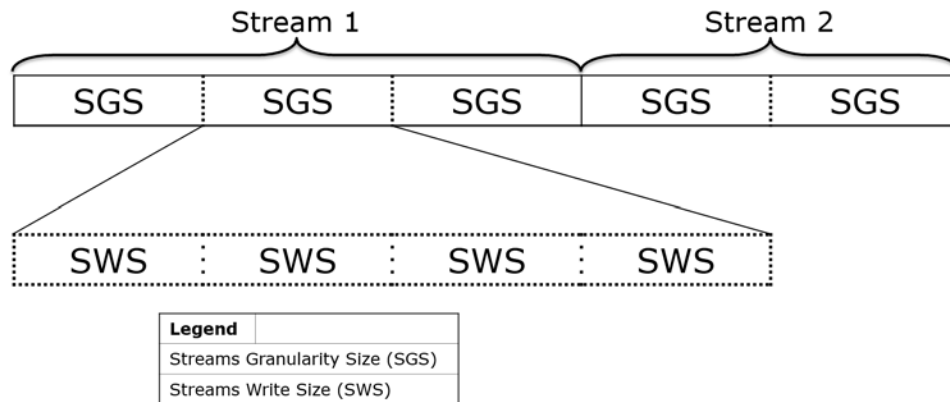 Stream 1 Stream 2
SGS SGS SGS SGS SGS
SWS SWS SWS SWS
Legend
Streams Granularity Size (SGS)
Streams Write Size (SWS)